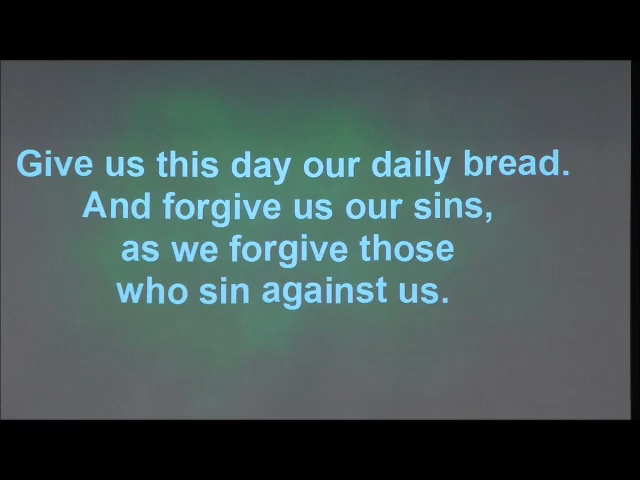 Give us this day our daily bread.
And forgive us our sins,
as we forgive those
who sin against us.